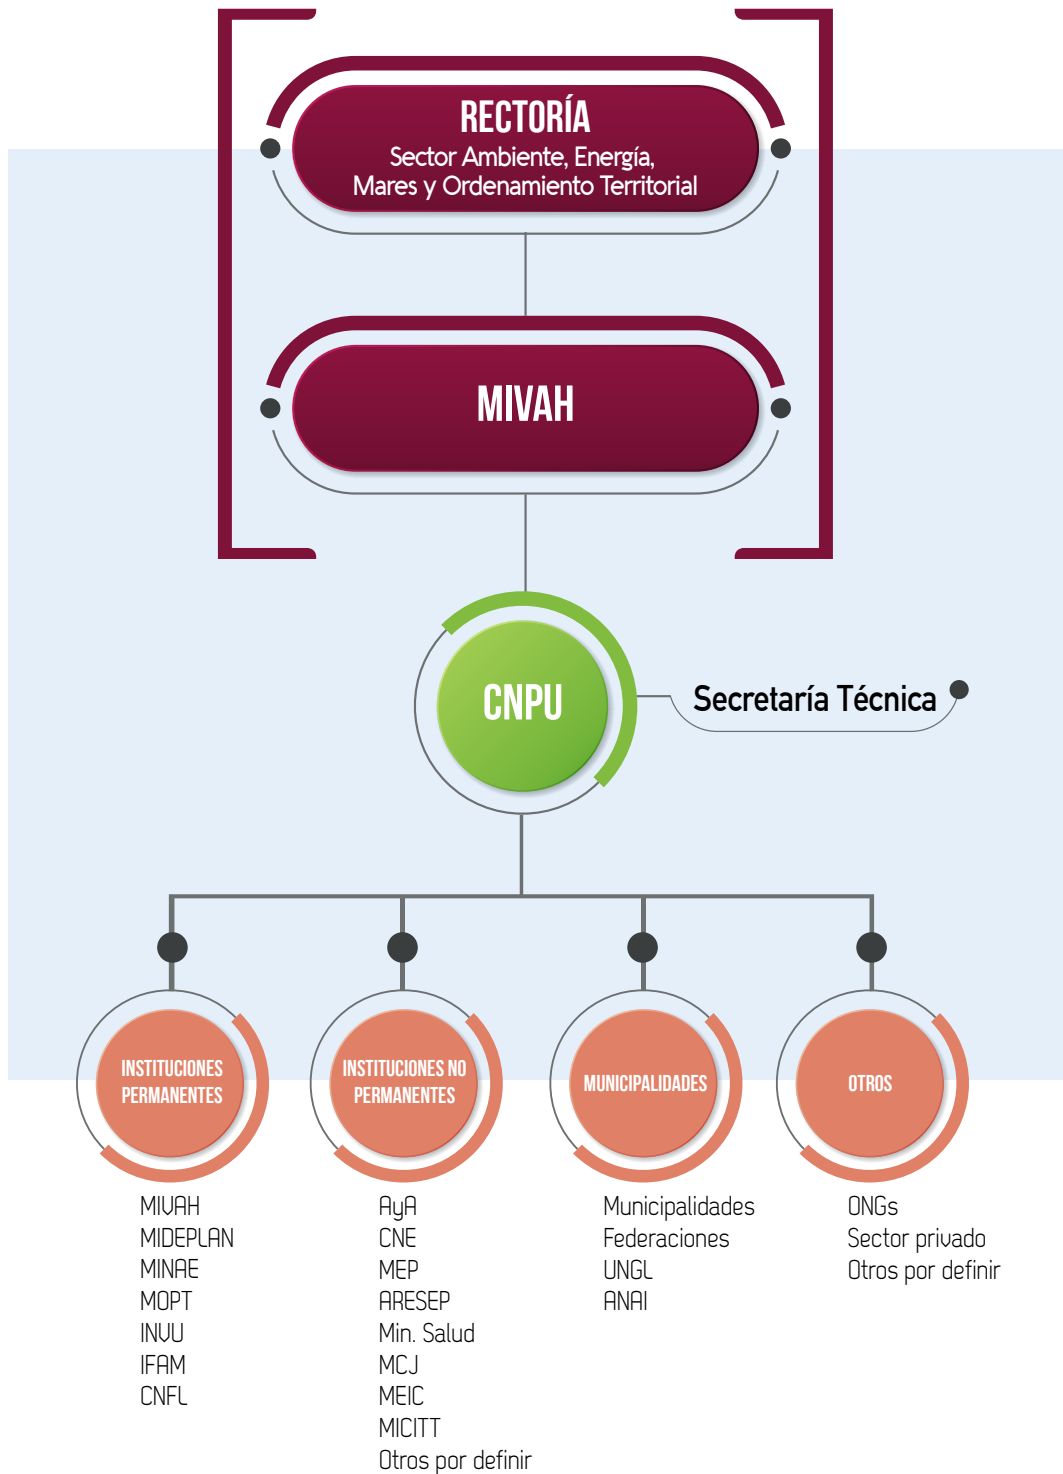 RECTORÍA
Sector Ambiente, Energía,
Mares y Ordenamiento Territorial
MIVAH
CNPU
Secretaría Técnica
INSTITUCIONES
PERMANENTES
MIVAH
MIDEPLAN
MINAE
MOPT
INVU
IFAM
CNFL
INSTITUCIONES NO
PERMANENTES
AyA
CNE
MEP
ARESEP
Min. Salud
MCJ
MEIC
MICITT
Otros por definir
MUNICIPALIDADES
Municipalidades
Federaciones
UNGL
ANAI
OTROS
ONGs
Sector privado
Otros por definir